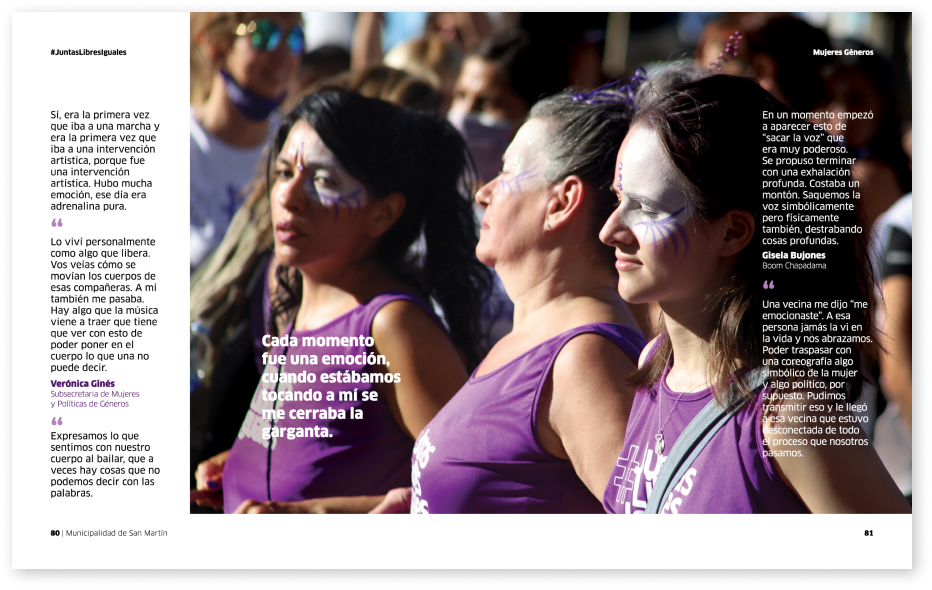 #JuntasLibresIguales
Mujeres Géneros
Sí, era la primera vez
que iba a una marcha y
era la primera vez que
iba a una intervención
artística, porque fue
una intervención
artística. Hubo mucha
emoción, ese día era
adrenalina pura.
“
Lo viví personalmente
como algo que libera.
Vos veías cómo se
movían los cuerpos de
esas compañeras. A mí
también me pasaba.
Hay algo que la música
viene a traer que tiene
que ver con esto de
poder poner en el
cuerpo lo que una no
puede decir.
Verónica Ginés
Subsecretaria de Mujeres
y Políticas de Géneros
“
Expresamos lo que
sentimos con nuestro
cuerpo al bailar, que a
veces hay cosas que no
podemos decir con las
palabras.
Cada momento
fue una emoción,
cuando estábamos
tocando a mí se
me cerraba la
garganta.
En un momento empezó
a aparecer esto de
“sacar la voz” que
era muy poderoso.
Se propuso terminar
con una exhalación
profunda. Costaba un
montón. Saquemos la
voz simbólicamente
pero físicamente
también, destrabando
cosas profundas.
Gisela Bujones
Boom Chapadama
“
Una vecina me dijo “me
emocionaste”. A esa
persona jamás la vi en
la vida y nos abrazamos.
Poder traspasar con
una coreografía algo
simbólico de la mujer
y algo político, por
supuesto. Pudimos
transmitir eso y le llegó
a esa vecina que estuvo
desconectada de todo
el proceso que nosotros
pasamos.
80 | Municipalidad de San Martín
81